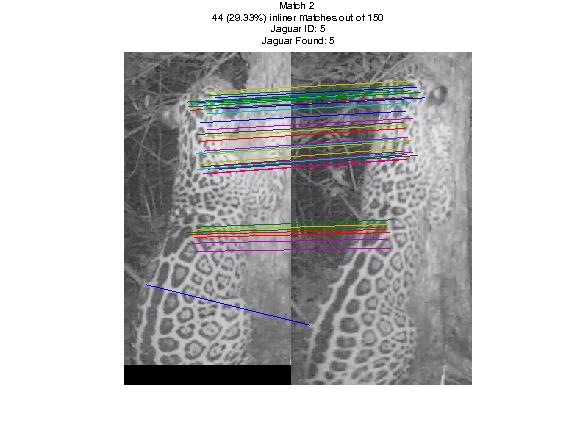 Match 2
44 (29.33%) inliner matches out of 150
Jaguar ID: 5
Jaguar Found: 5